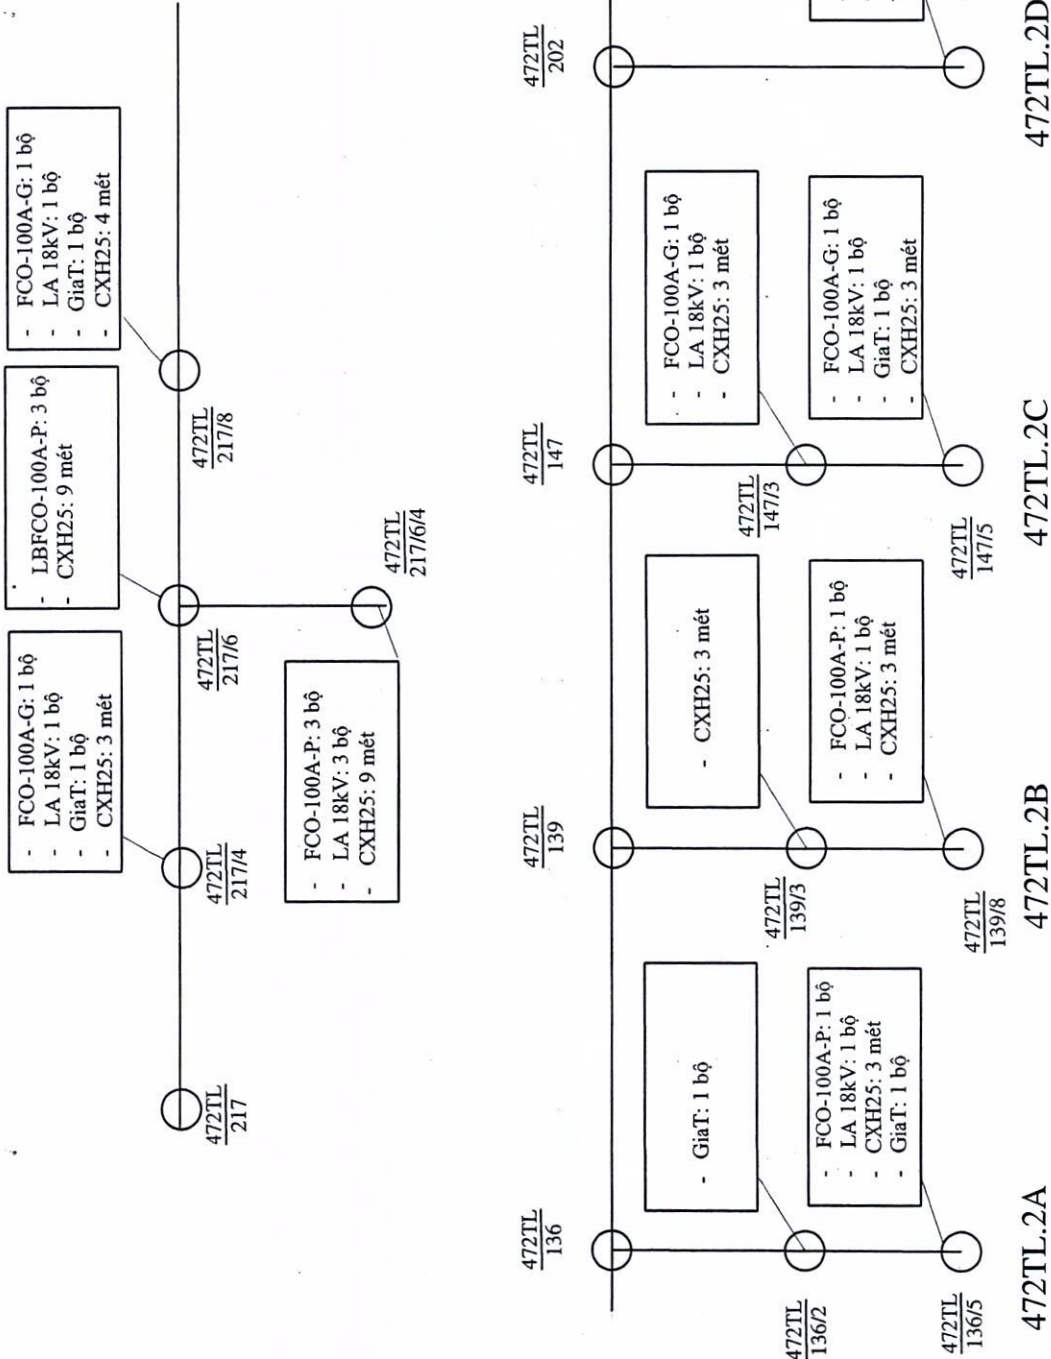 - FCO-100A-G: 1 bộ
- LA 18kV: 1 bộ
- GiaT: 1 bộ
- CXH25: 3 mét
472TL
217
472TL
217/4
- LBFCO-100A-P: 3 bộ
- CXH25: 9 mét
472TL
217/6
- FCO-100A-G: 1 bộ
- LA 18kV: 1 bộ
- GiaT: 1 bộ
- CXH25: 4 mét
472TL
217/8
- FCO-100A-P: 3 bộ
- LA 18kV: 3 bộ
- CXH25: 9 mét
472TL
217/6/4
472TL
136
472TL
139
472TL
147
472TL
202
- GiaT: 1 bộ
472TL
136/2
- FCO-100A-P: 1 bộ
- LA 18kV: 1 bộ
- CXH25: 3 mét
- GiaT: 1 bộ
472TL
136/5
- CXH25: 3 mét
472TL
139/3
- FCO-100A-P: 1 bộ
- LA 18kV: 1 bộ
- CXH25: 3 mét
472TL
139/8
- FCO-100A-G: 1 bộ
- LA 18kV: 1 bộ
- CXH25: 3 mét
472TL
147/3
- FCO-100A-G: 1 bộ
- LA 18kV: 1 bộ
- GiaT: 1 bộ
- CXH25: 3 mét
472TL
147/5
472TL.2A
472TL.2B
472TL.2C
472TL.2D